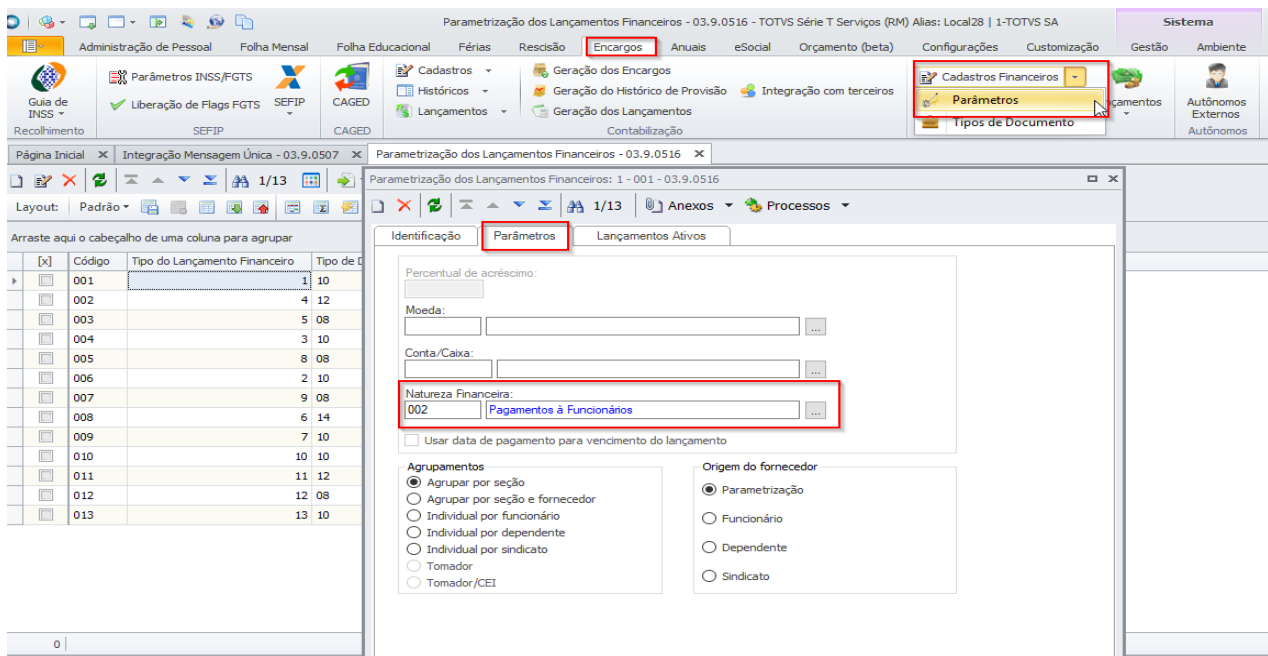 Parametrização dos Lançamentos Financeiros - 03.9.0516 - TOTVS Série T Serviços (RM) Alias: Local28 | 1-TOTVS SA
Sistema
Administração de Pessoal Folha Mensal Folha Educacional Férias Rescisão Encargos Anuais eSocial Orçamento (beta) Configurações Customização Gestão Ambiente
Guia de INSS
Recolhimento
Parâmetros INSS/FGTS
Liberação de Flags FGTS
SEFIP
SEFIP
CAGED
CAGED
Cadastros
Históricos
Lançamentos
Geração dos Encargos
Geração do Histórico de Provisão
Geração dos Lançamentos
Integração com terceiros
Contabilização
Cadastros Financeiros
Parâmetros
Tipos de Documento
çamentos
Autônomos Externos
Autônomos
Página Inicial Integração Mensagem Única - 03.9.0507 Parametrização dos Lançamentos Financeiros - 03.9.0516
1/13
Layout: Padrão
Arraste aqui o cabeçalho de uma coluna para agrupar
[x] Código Tipo do Lançamento Financeiro Tipo de D
001 1 10
002 4 12
003 5 08
004 3 10
005 8 08
006 2 10
007 9 08
008 6 14
009 7 10
010 10 10
011 11 12
012 12 08
013 13 10
0
Parametrização dos Lançamentos Financeiros: 1 - 001 - 03.9.0516
1/13 Anexos Processos
Identificação Parâmetros Lançamentos Ativos
Percentual de acréscimo:
Moeda:
...
Conta/Caixa:
...
Natureza Financeira:
002 Pagamentos à Funcionários ...
Usar data de pagamento para vencimento do lançamento
Agrupamentos
Agrupar por seção
Agrupar por seção e fornecedor
Individual por funcionário
Individual por dependente
Individual por sindicato
Tomador
Tomador/CEI
Origem do fornecedor
Parametrização
Funcionário
Dependente
Sindicato